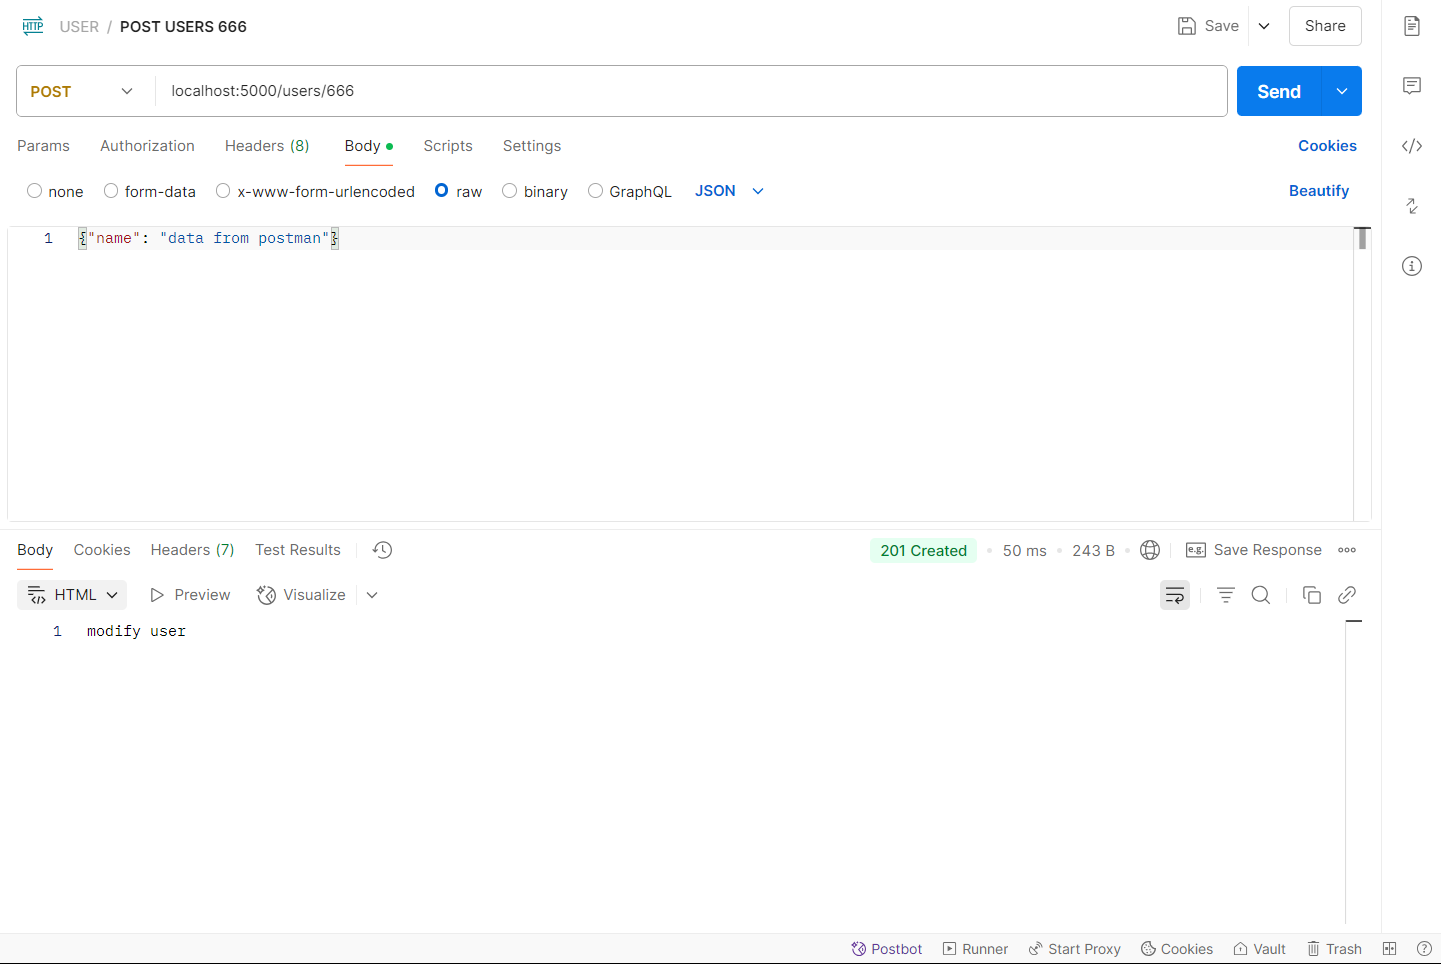 HTTP USER / POST USERS 666 Save Share
POST localhost:5000/users/666 Send
Params Authorization Headers (8) Body Scripts Settings Cookies
none form-data x-www-form-urlencoded raw binary GraphQL JSON Beautify
1 {"name": "data from postman"}
Body Cookies Headers (7) Test Results 201 Created 50 ms 243 B e.g. Save Response
HTML Preview Visualize
1 modify user
Postbot Runner Start Proxy Cookies Vault Trash